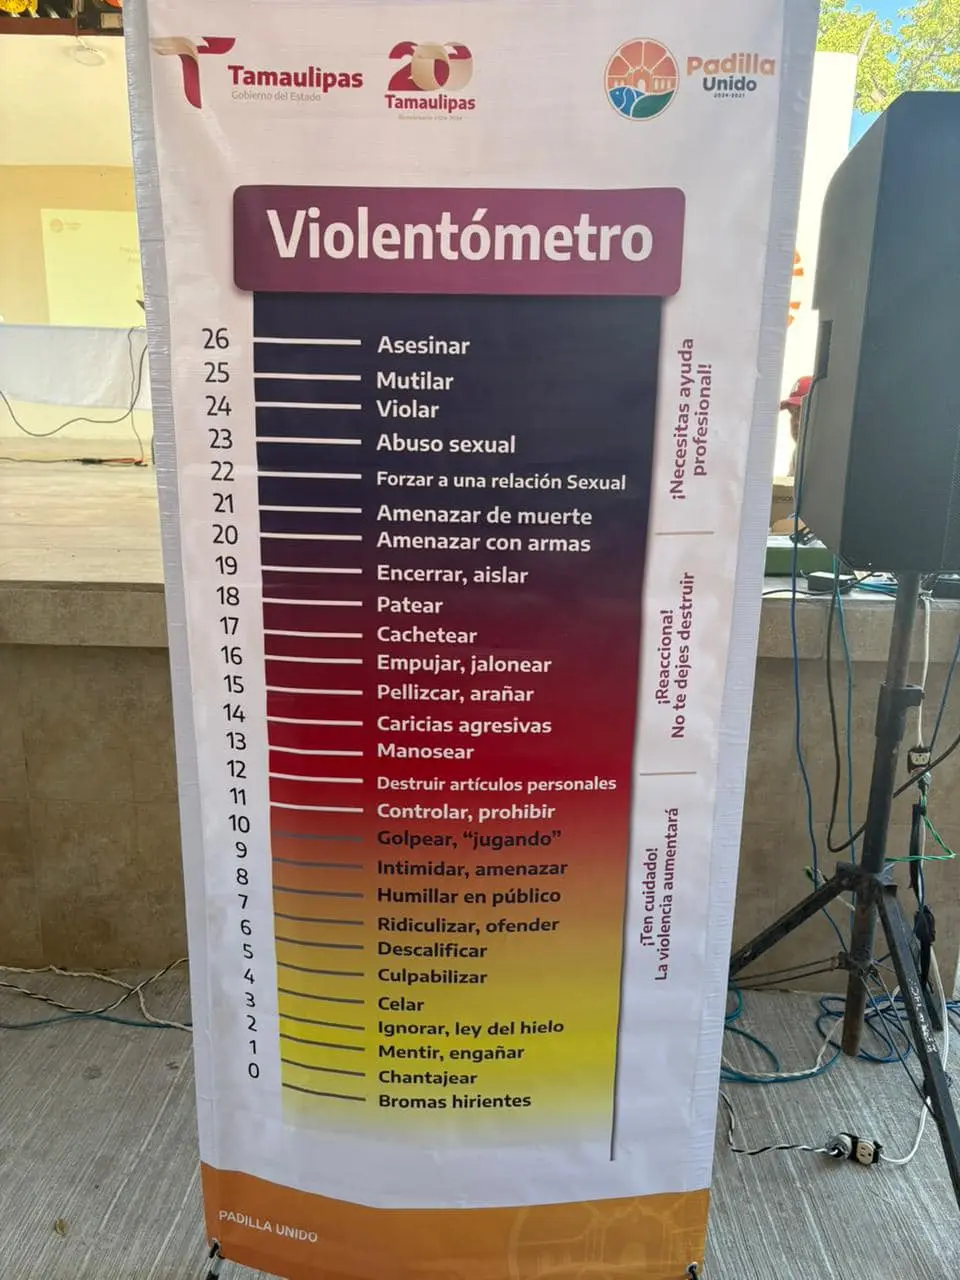 Tamaulipas
Gobierno del Estado
200
Tamaulipas
Padilla
Unido
2024-2027
Violentómetro
26 Asesinar
25 Mutilar
24 Violar
23 Abuso sexual
22 Forzar a una relación Sexual
21 Amenazar de muerte
20 Amenazar con armas
19 Encerrar, aislar
18 Patear
17 Cachetear
16 Empujar, jalonear
15 Pellizcar, arañar
14 Caricias agresivas
13 Manosear
12 Destruir artículos personales
11 Controlar, prohibir
10 Golpear, “jugando”
9 Intimidar, amenazar
8 Humillar en público
7 Ridiculizar, ofender
6 Descalificar
5 Culpabilizar
4 Celar
3 Ignorar, ley del hielo
2 Mentir, engañar
1 Chantajear
0 Bromas hirientes
¡Necesitas ayuda
profesional!
¡Reacciona!
No te dejes destruir
¡Ten cuidado!
La violencia aumentará
PADILLA UNIDO